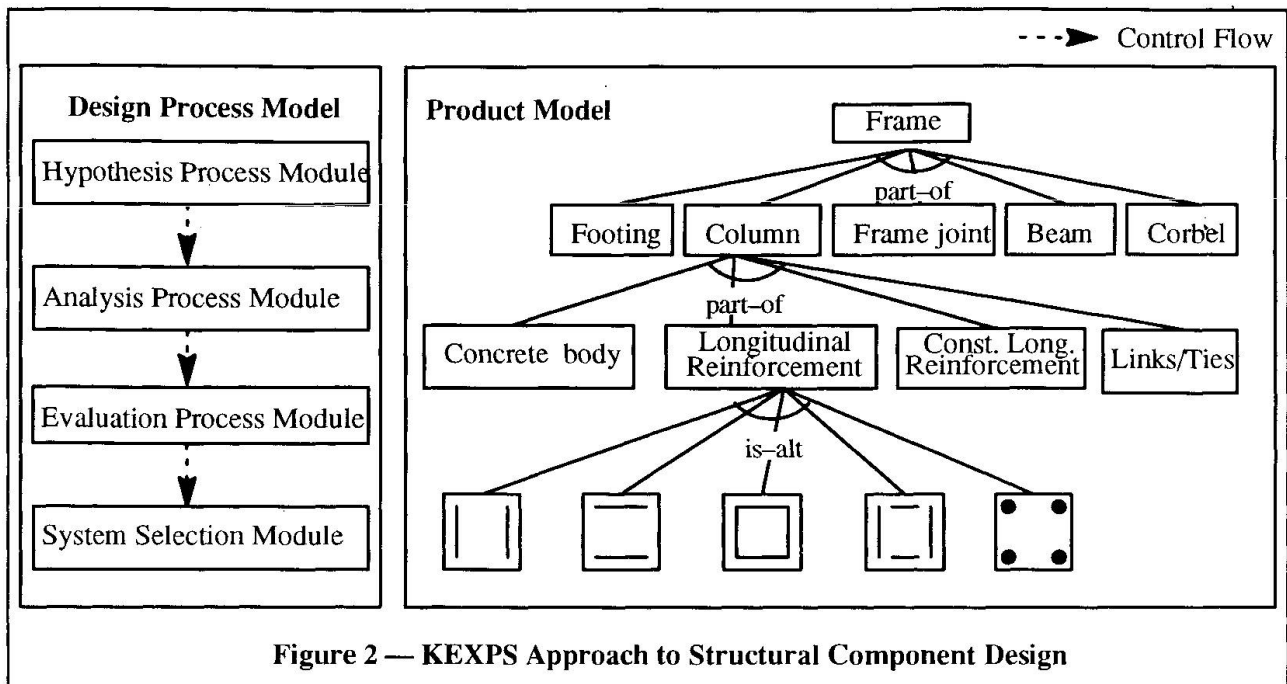 Control Flow
Design Process Model
Hypothesis Process Module
Analysis Process Module
Evaluation Process Module
System Selection Module
Product Model
Frame
part–of
Footing
Column
Frame joint
Beam
Corbel
part–of
Concrete body
Longitudinal
Reinforcement
Const. Long.
Reinforcement
Links/Ties
is–alt
Figure 2 — KEXPS Approach to Structural Component Design